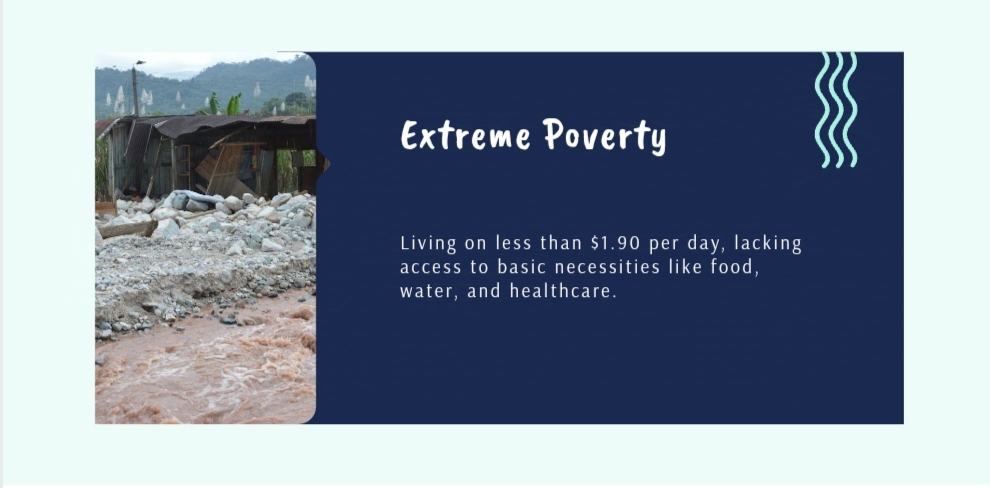 Extreme Poverty
Living on less than $1.90 per day, lacking
access to basic necessities like food,
water, and healthcare.